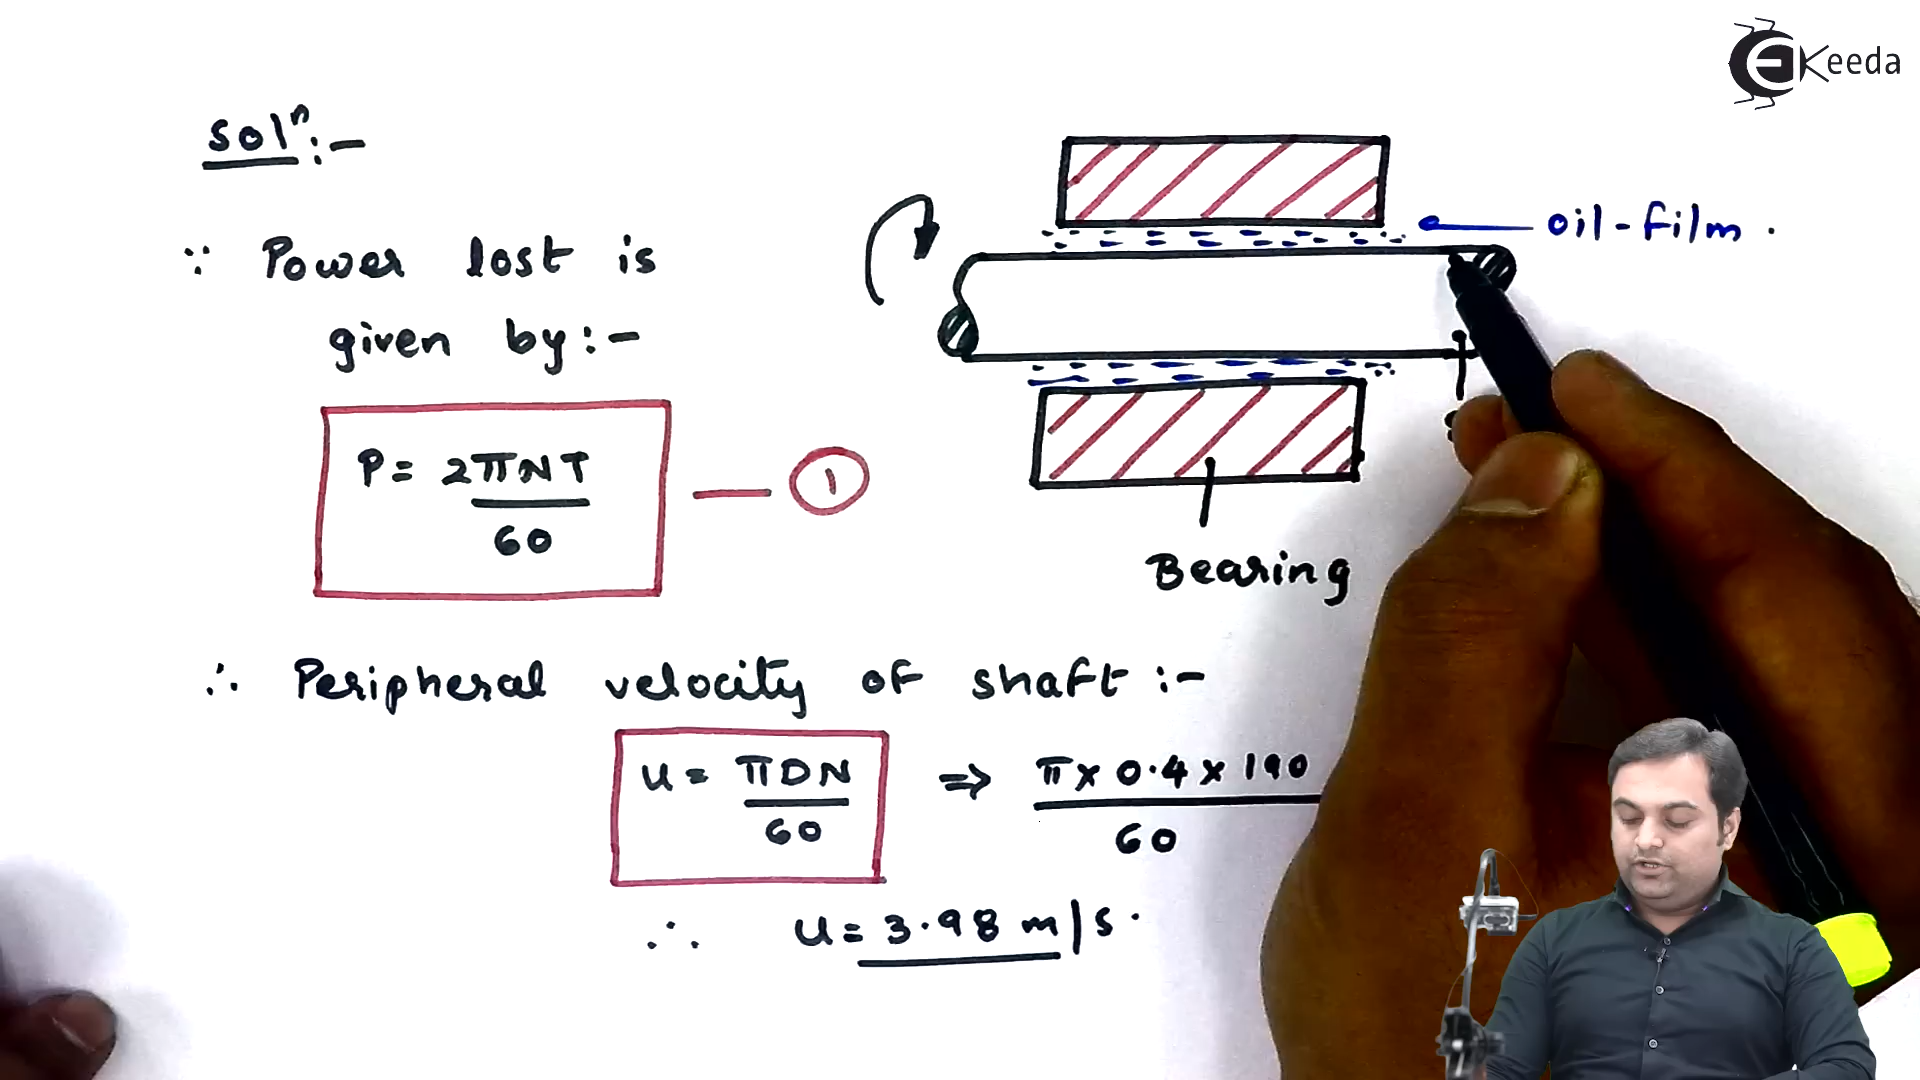 EKeeda
Solⁿ :-
∵ Power lost is
given by :-
P = 2πNT
60
1
oil-film .
Bearing
∴ Peripheral velocity of shaft :-
u = πDN
60
⇒ π x 0.4 x 190
60
∴ u = 3.98 m/s .